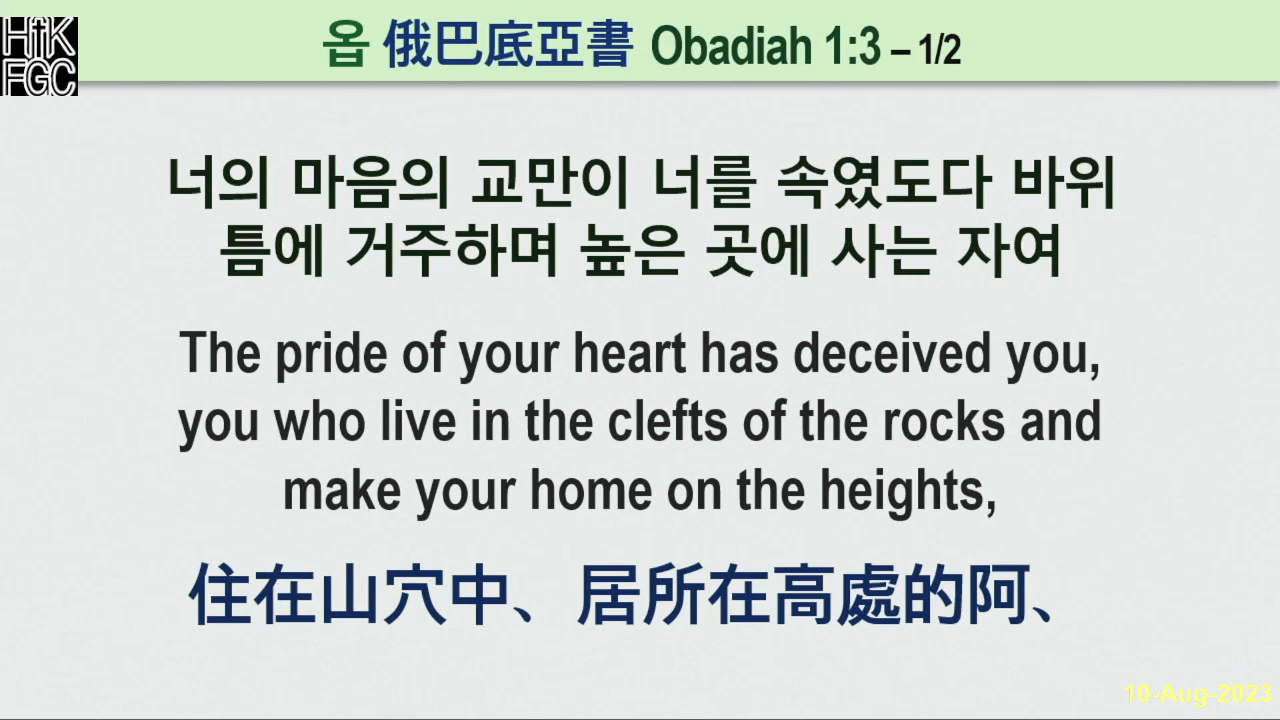 HfK
FGC
옵 俄巴底亞書 Obadiah 1:3 – 1/2
너의 마음의 교만이 너를 속였도다 바위
틈에 거주하며 높은 곳에 사는 자여
The pride of your heart has deceived you,
you who live in the clefts of the rocks and
make your home on the heights,
住在山穴中、居所在高處的阿、
10-Aug-2023